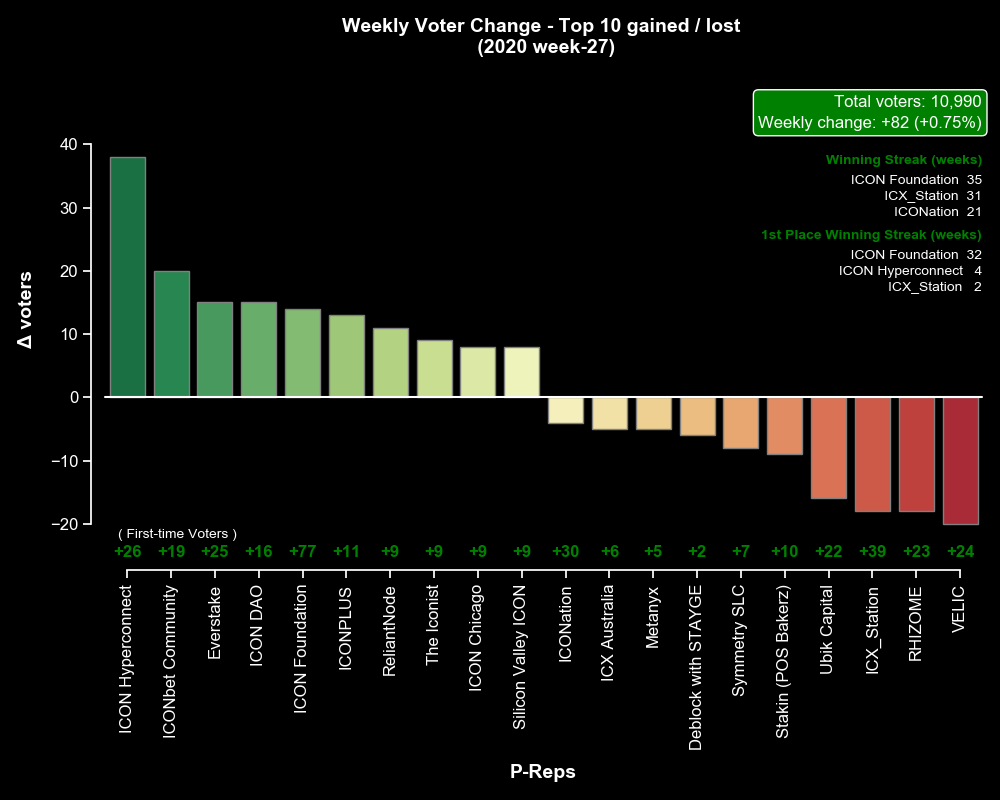 Weekly Voter Change - Top 10 gained / lost
(2020 week-27)
Total voters: 10,990
Weekly change: +82 (+0.75%)
Winning Streak (weeks)
ICON Foundation 35
ICX_Station 31
ICONation 21
1st Place Winning Streak (weeks)
ICON Foundation 32
ICON Hyperconnect 4
ICX_Station 2
Δ voters
40
30
20
10
0
−10
−20
( First-time Voters )
+26 +19 +25 +16 +77 +11 +9 +9 +9 +9 +30 +6 +5 +2 +7 +10 +22 +39 +23 +24
ICON Hyperconnect
ICONbet Community
Everstake
ICON DAO
ICON Foundation
ICONPLUS
ReliantNode
The Iconist
ICON Chicago
Silicon Valley ICON
ICONation
ICX Australia
Metanyx
Deblock with STAYGE
Symmetry SLC
Stakin (POS Bakerz)
Ubik Capital
ICX_Station
RHIZOME
VELIC
P-Reps